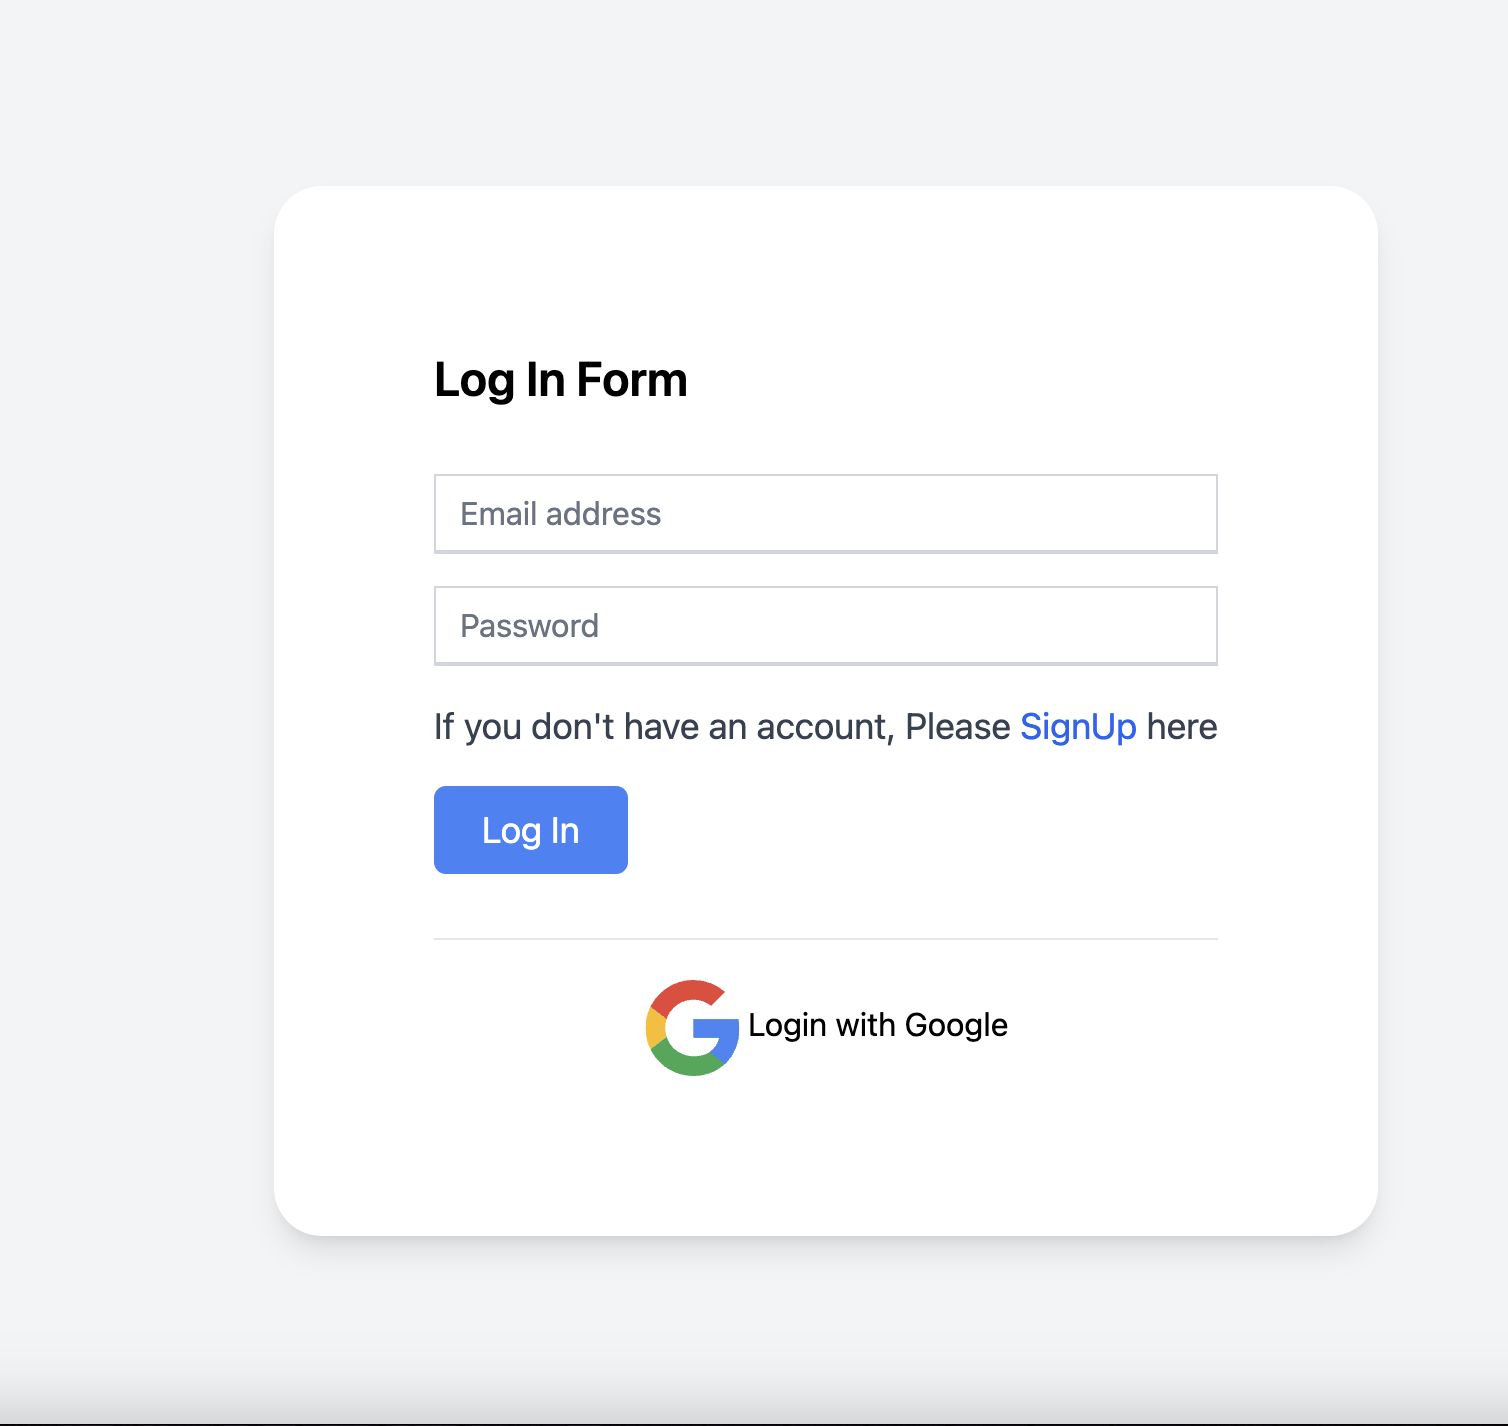 Log In Form
Email address
Password
If you don't have an account, Please SignUp here
Log In
Login with Google